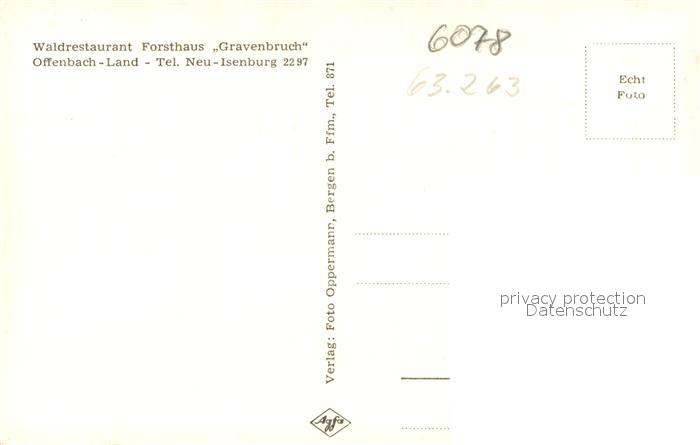 Waldrestaurant Forsthaus „Gravenbruch“
Offenbach-Land - Tel. Neu-Isenburg 2297
Verlag: Foto Oppermann, Bergen b. Ffm., Tel. 871
6078
63.263
Echt
Foto
privacy protection
Datenschutz
Agfa